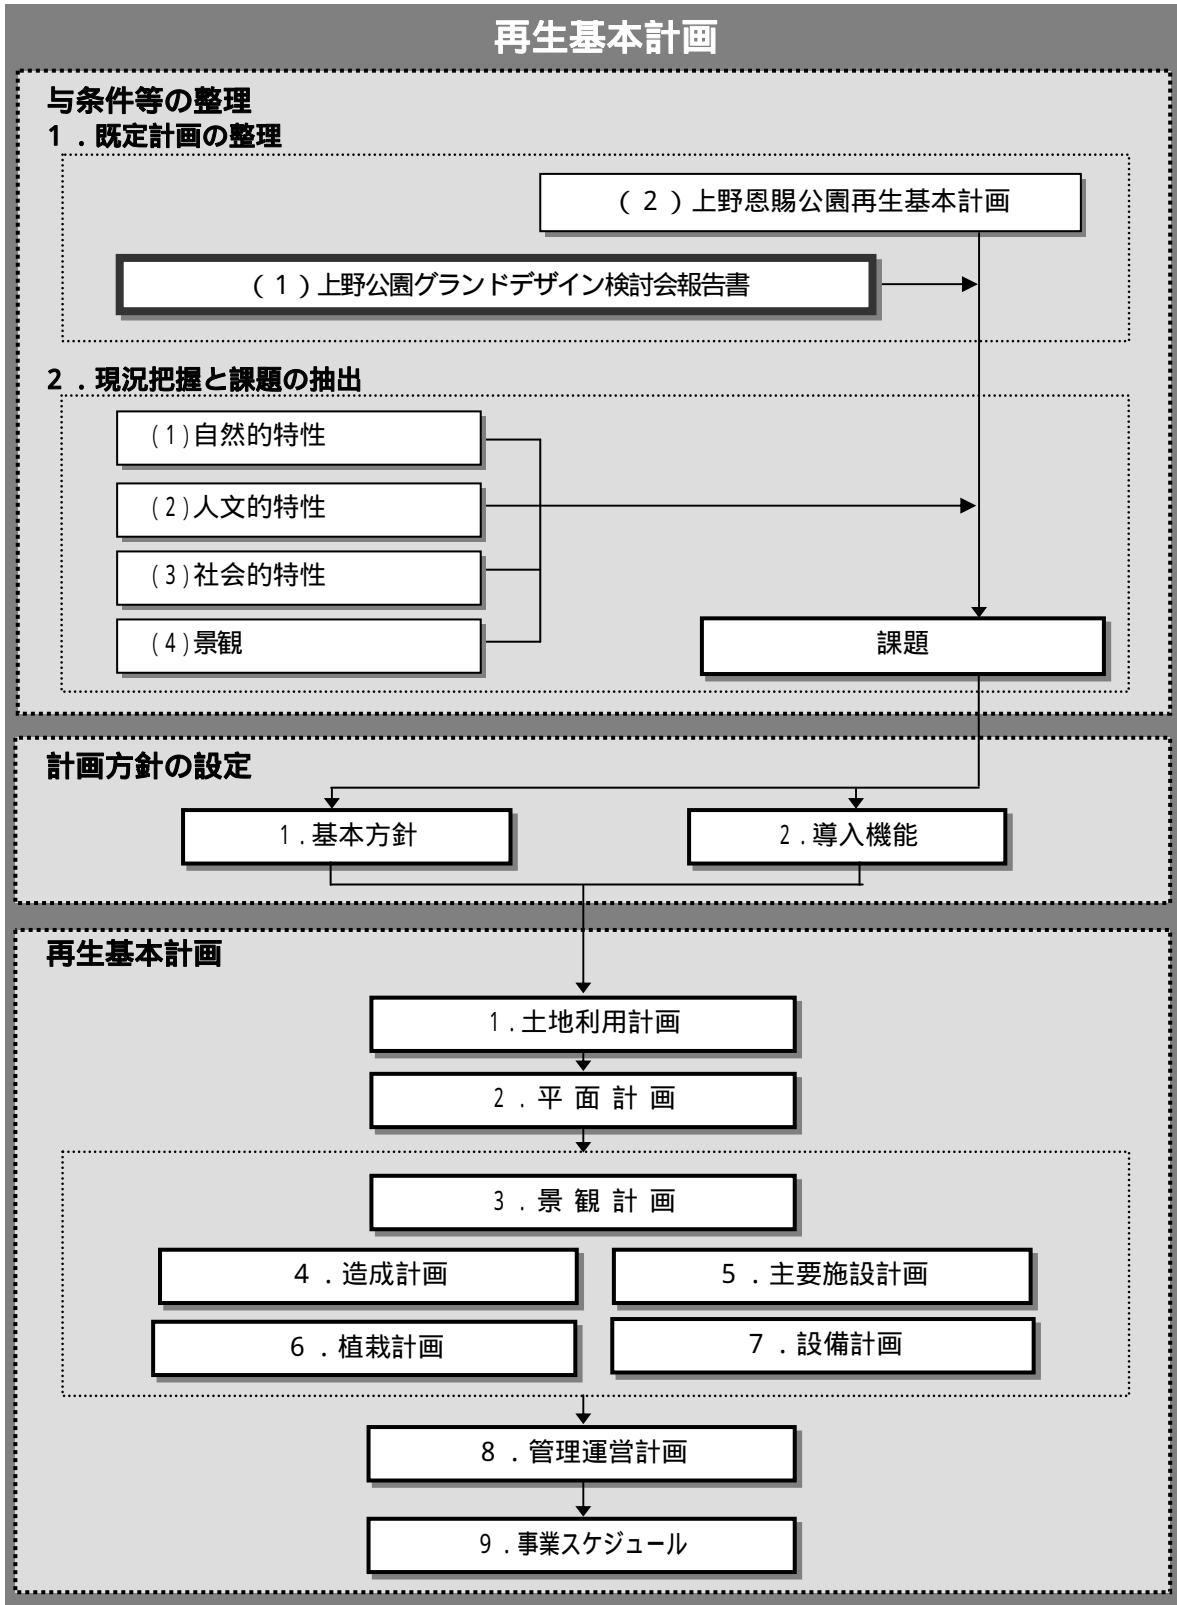 再生基本計画
与条件等の整理
1．既定計画の整理
(2)上野恩賜公園再生基本計画
(1)上野公園グランドデザイン検討会報告書
2．現況把握と課題の抽出
(1)自然的特性
(2)人文的特性
(3)社会的特性
(4)景観
課題
計画方針の設定
1．基本方針
2．導入機能
再生基本計画
1．土地利用計画
2．平面計画
3．景観計画
4．造成計画
5．主要施設計画
6．植栽計画
7．設備計画
8．管理運営計画
9．事業スケジュール